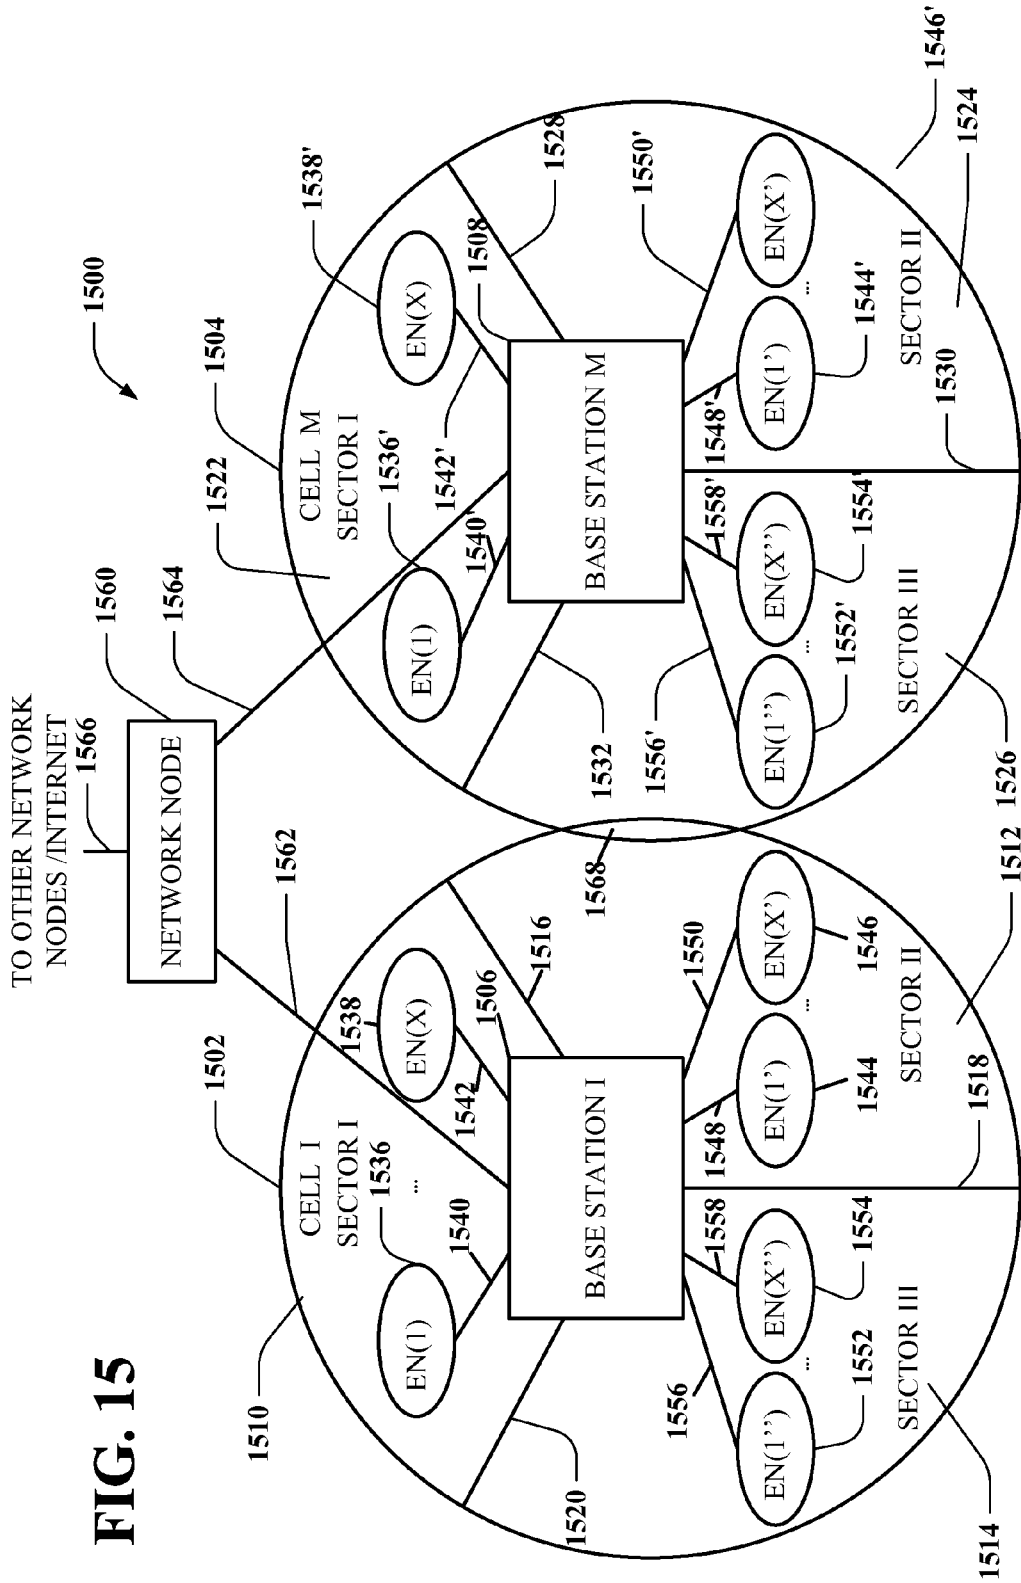 FIG. 15
1500
TO OTHER NETWORK
NODES /INTERNET
1566
NETWORK NODE
1560
1562
1564
1502
1504
CELL I
SECTOR I
1510
1536
...
EN(1)
1540
1538
EN(X)
1542
1506
1516
BASE STATION I
1520
1556
1558
1548
1550
EN(1'')
...
EN(X'')
EN(1')
...
EN(X')
1552
1554
1544
1546
SECTOR III
SECTOR II
1514
1518
1512
1568
CELL M
SECTOR I
1522
1536'
EN(1)
1540'
1538'
EN(X)
1542'
1508
1528
BASE STATION M
1532
1556'
1558'
1548'
1550'
EN(1'')
...
EN(X'')
EN(1')
...
EN(X')
1552'
1554'
1544'
1546'
SECTOR III
SECTOR II
1526
1530
1524